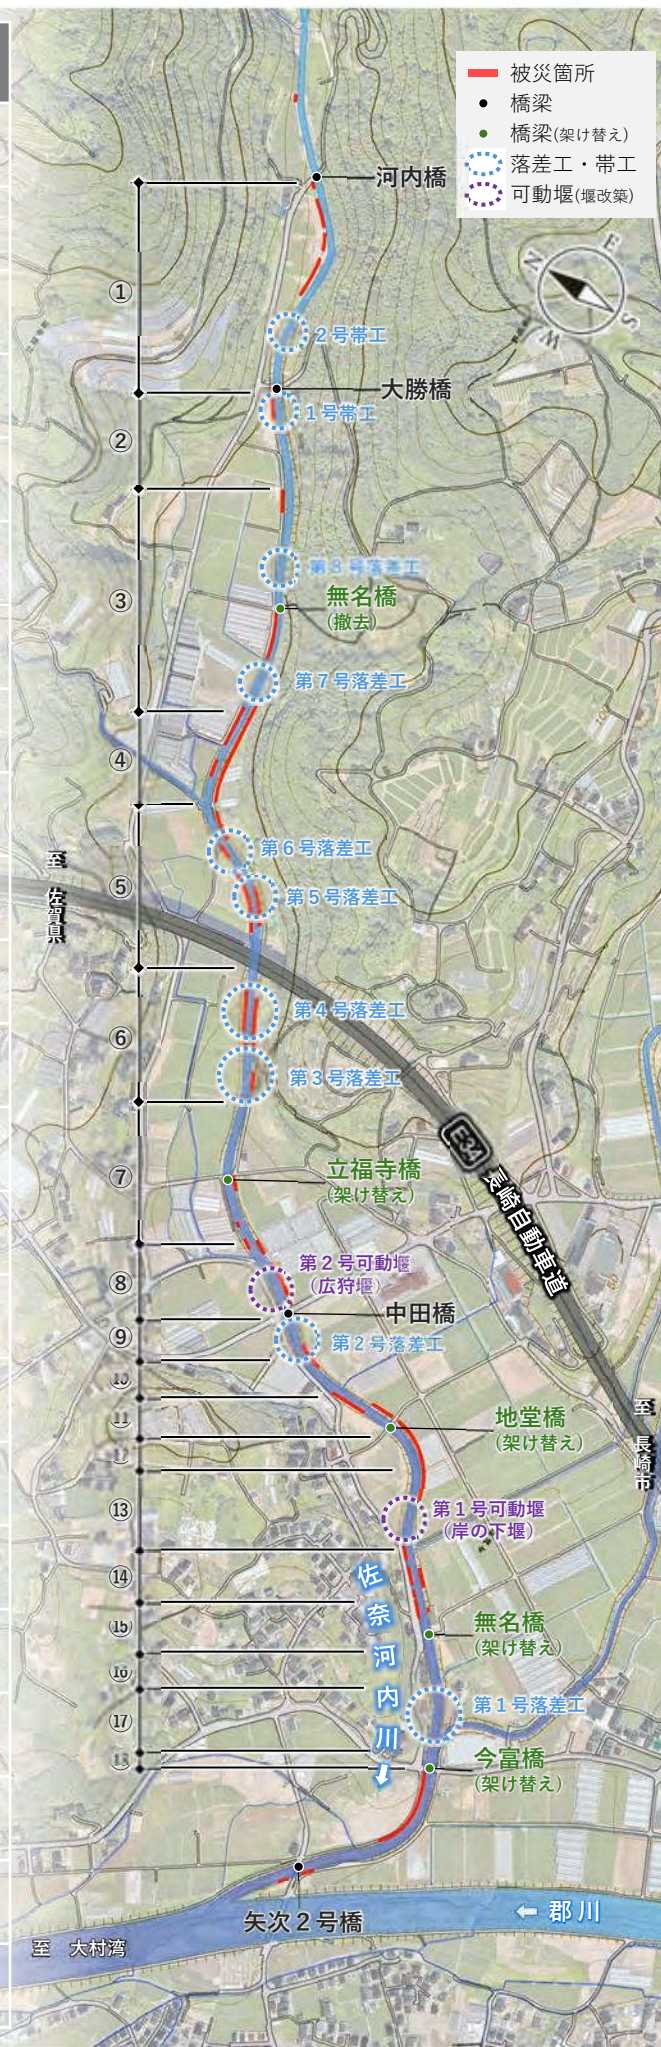 被災箇所
橋梁
橋梁(架け替え)
落差工・帯工
可動堰(堰改築)
N
E
S
W
河内橋
①
2号帯工
大勝橋
1号帯工
②
第8号落差工
③
無名橋
(撤去)
第7号落差工
④
第6号落差工
至 佐賀県
⑤
第5号落差工
⑥
第4号落差工
第3号落差工
E34
長崎自動車道
⑦
立福寺橋
(架け替え)
第2号可動堰
(広狩堰)
⑧
中田橋
⑨
第2号落差工
⑩
⑪
地堂橋
(架け替え)
至 長崎市
⑫
⑬
第1号可動堰
(岸の下堰)
⑭
佐奈河内川
⑮
無名橋
(架け替え)
⑯
⑰
第1号落差工
⑱
今富橋
(架け替え)
矢次2号橋
← 郡川
至 大村湾